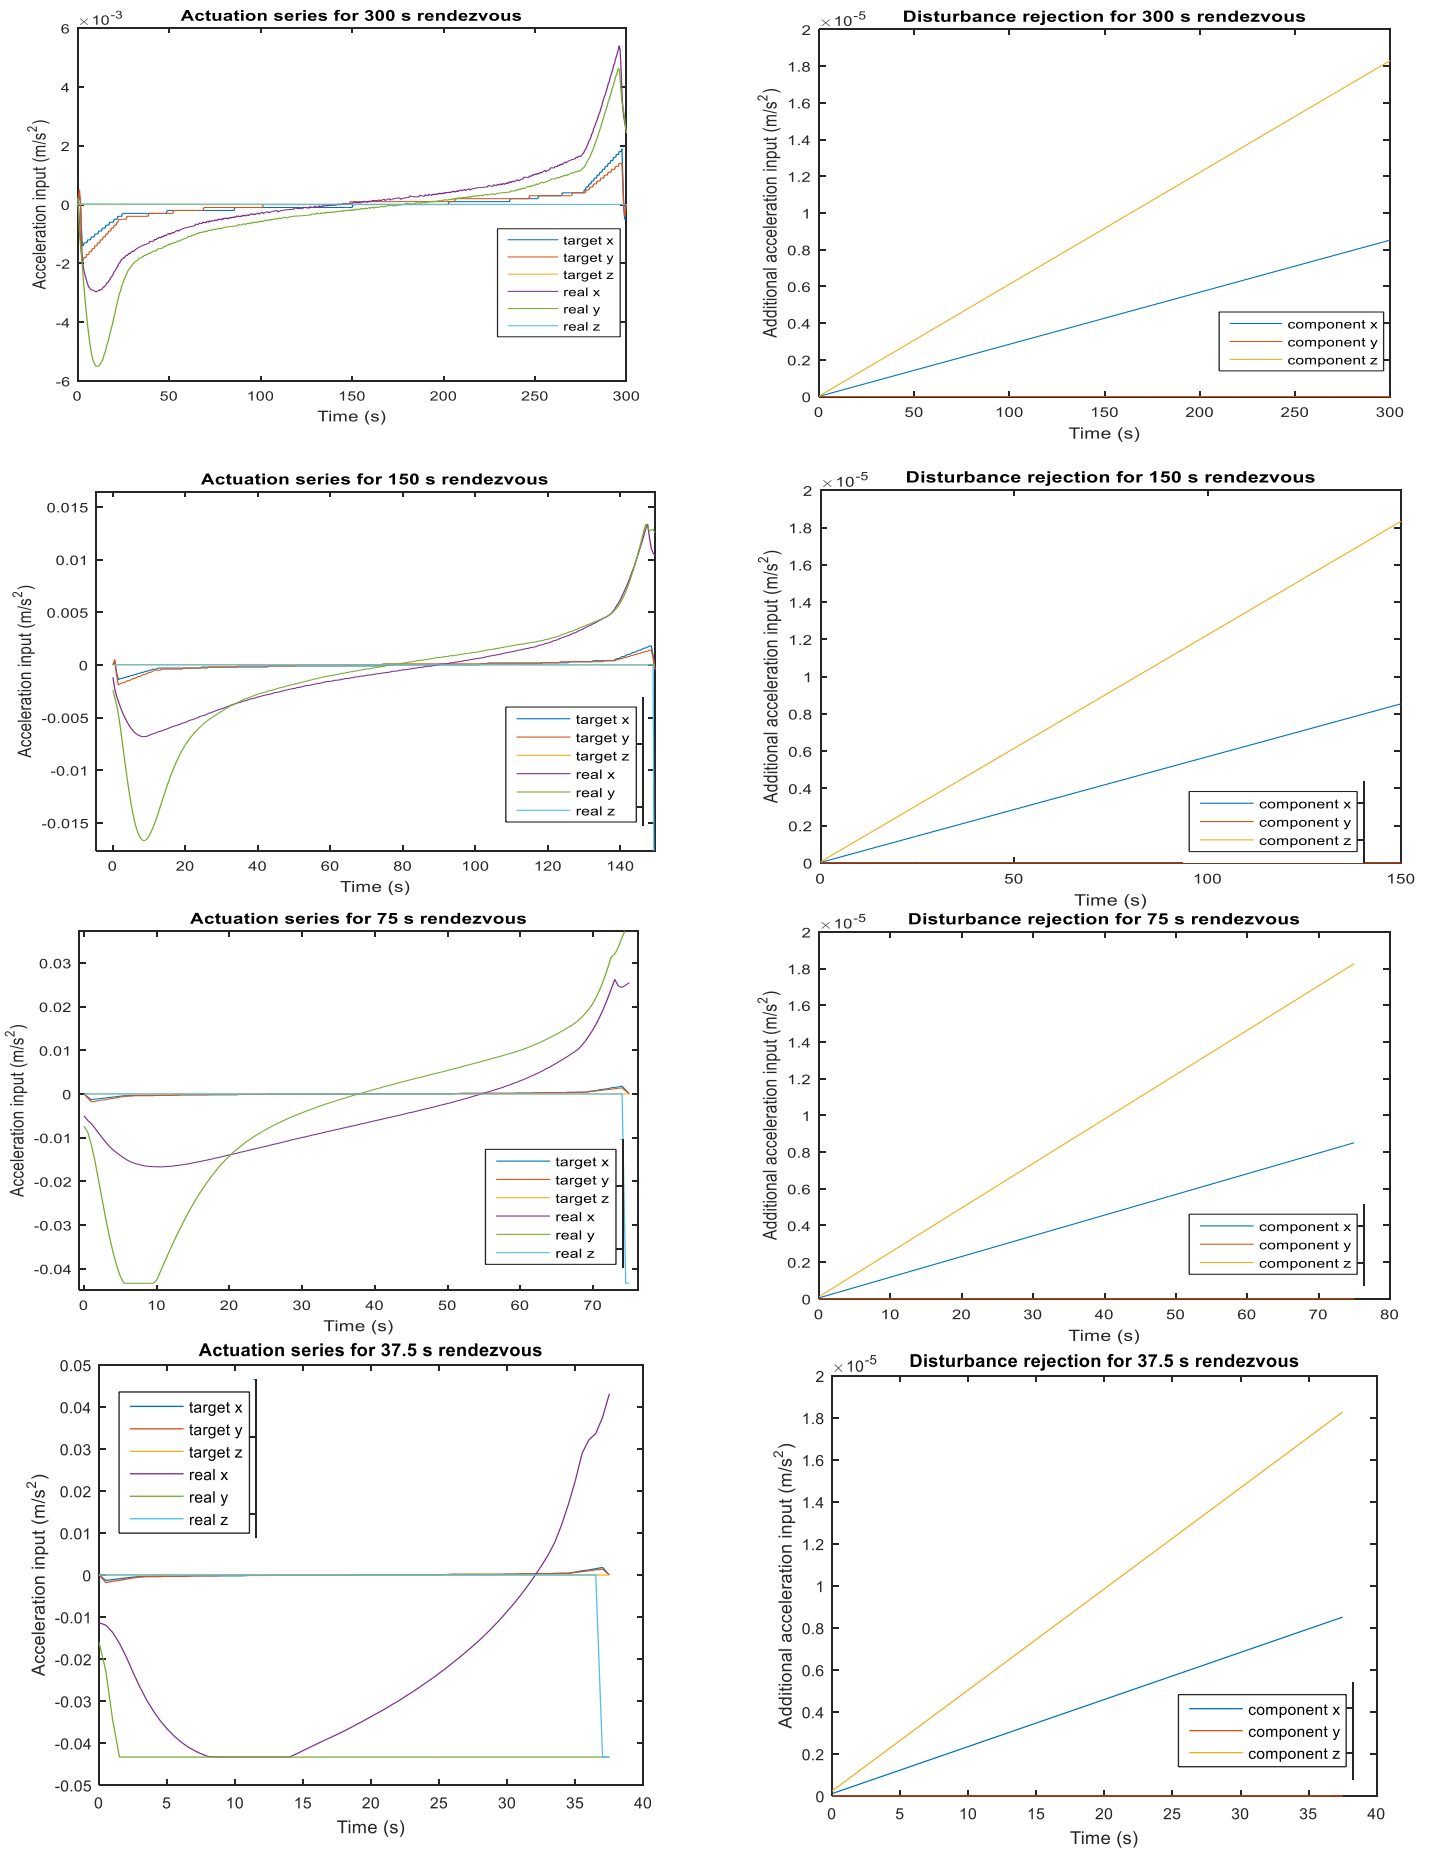 Actuation series for 300 s rendezvous
×10-3
6
4
2
0
-2
-4
-6
0 50 100 150 200 250 300
Time (s)
Acceleration input (m/s2)
target x
target y
target z
real x
real y
real z
Disturbance rejection for 300 s rendezvous
×10-5
2
1.8
1.6
1.4
1.2
1
0.8
0.6
0.4
0.2
0
0 50 100 150 200 250 300
Time (s)
Additional acceleration input (m/s2)
component x
component y
component z
Actuation series for 150 s rendezvous
0.015
0.01
0.005
0
-0.005
-0.01
-0.015
0 20 40 60 80 100 120 140
Time (s)
Acceleration input (m/s2)
target x
target y
target z
real x
real y
real z
Disturbance rejection for 150 s rendezvous
×10-5
2
1.8
1.6
1.4
1.2
1
0.8
0.6
0.4
0.2
0
0 50 100 150
Time (s)
Additional acceleration input (m/s2)
component x
component y
component z
Actuation series for 75 s rendezvous
0.03
0.02
0.01
0
-0.01
-0.02
-0.03
-0.04
0 10 20 30 40 50 60 70
Time (s)
Acceleration input (m/s2)
target x
target y
target z
real x
real y
real z
Disturbance rejection for 75 s rendezvous
×10-5
2
1.8
1.6
1.4
1.2
1
0.8
0.6
0.4
0.2
0
0 10 20 30 40 50 60 70 80
Time (s)
Additional acceleration input (m/s2)
component x
component y
component z
Actuation series for 37.5 s rendezvous
0.05
0.04
0.03
0.02
0.01
0
-0.01
-0.02
-0.03
-0.04
-0.05
0 5 10 15 20 25 30 35 40
Time (s)
Acceleration input (m/s2)
target x
target y
target z
real x
real y
real z
Disturbance rejection for 37.5 s rendezvous
×10-5
2
1.8
1.6
1.4
1.2
1
0.8
0.6
0.4
0.2
0
0 5 10 15 20 25 30 35 40
Time (s)
Additional acceleration input (m/s2)
component x
component y
component z